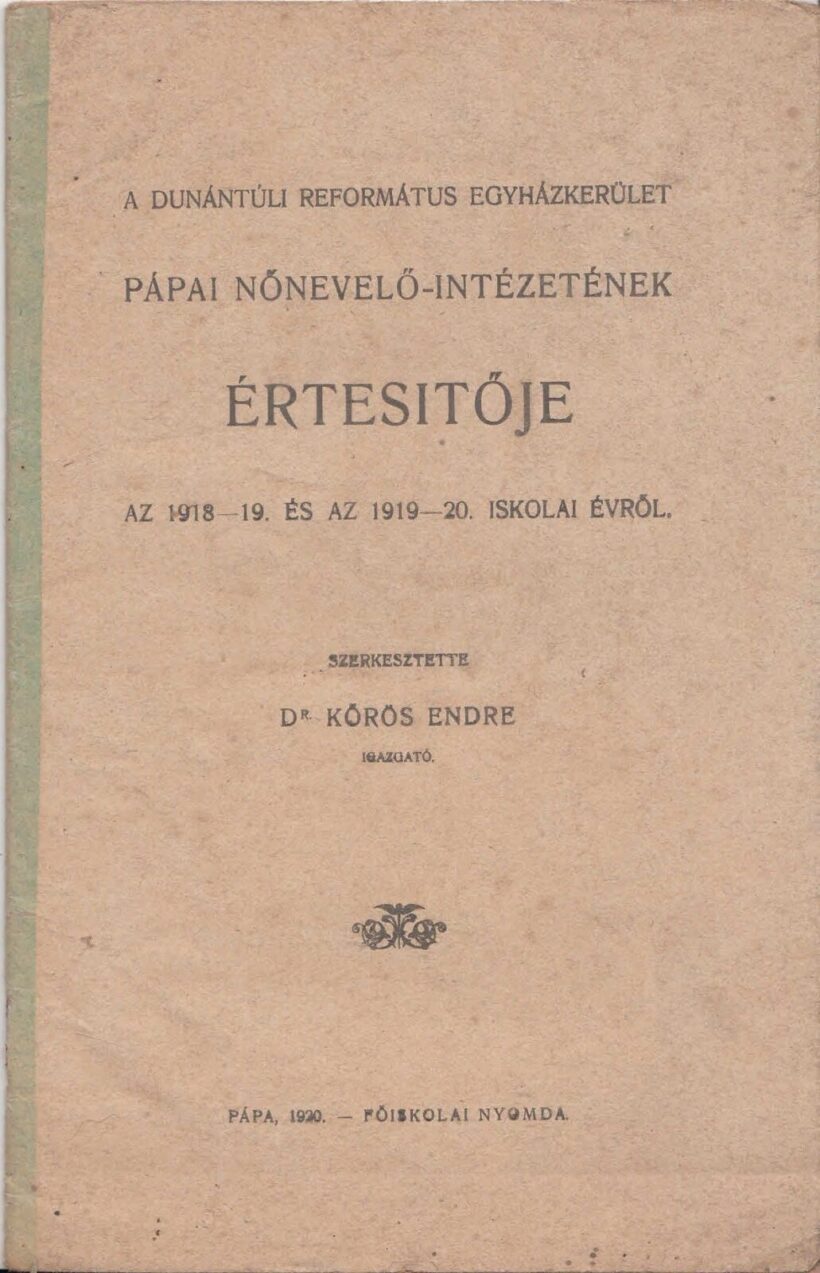 A DUNÁNTÚLI REFORMÁTUS EGYHÁZKERÜLET
PÁPAI NŐNEVELŐ-INTÉZETÉNEK
ÉRTESITŐJE
AZ 1918—19. ÉS AZ 1919—20. ISKOLAI ÉVRŐL.
SZERKESZTETTE
DR. KŐRÖS ENDRE
IGAZGATÓ.
PÁPA, 1920. — FŐISKOLAI NYOMDA.